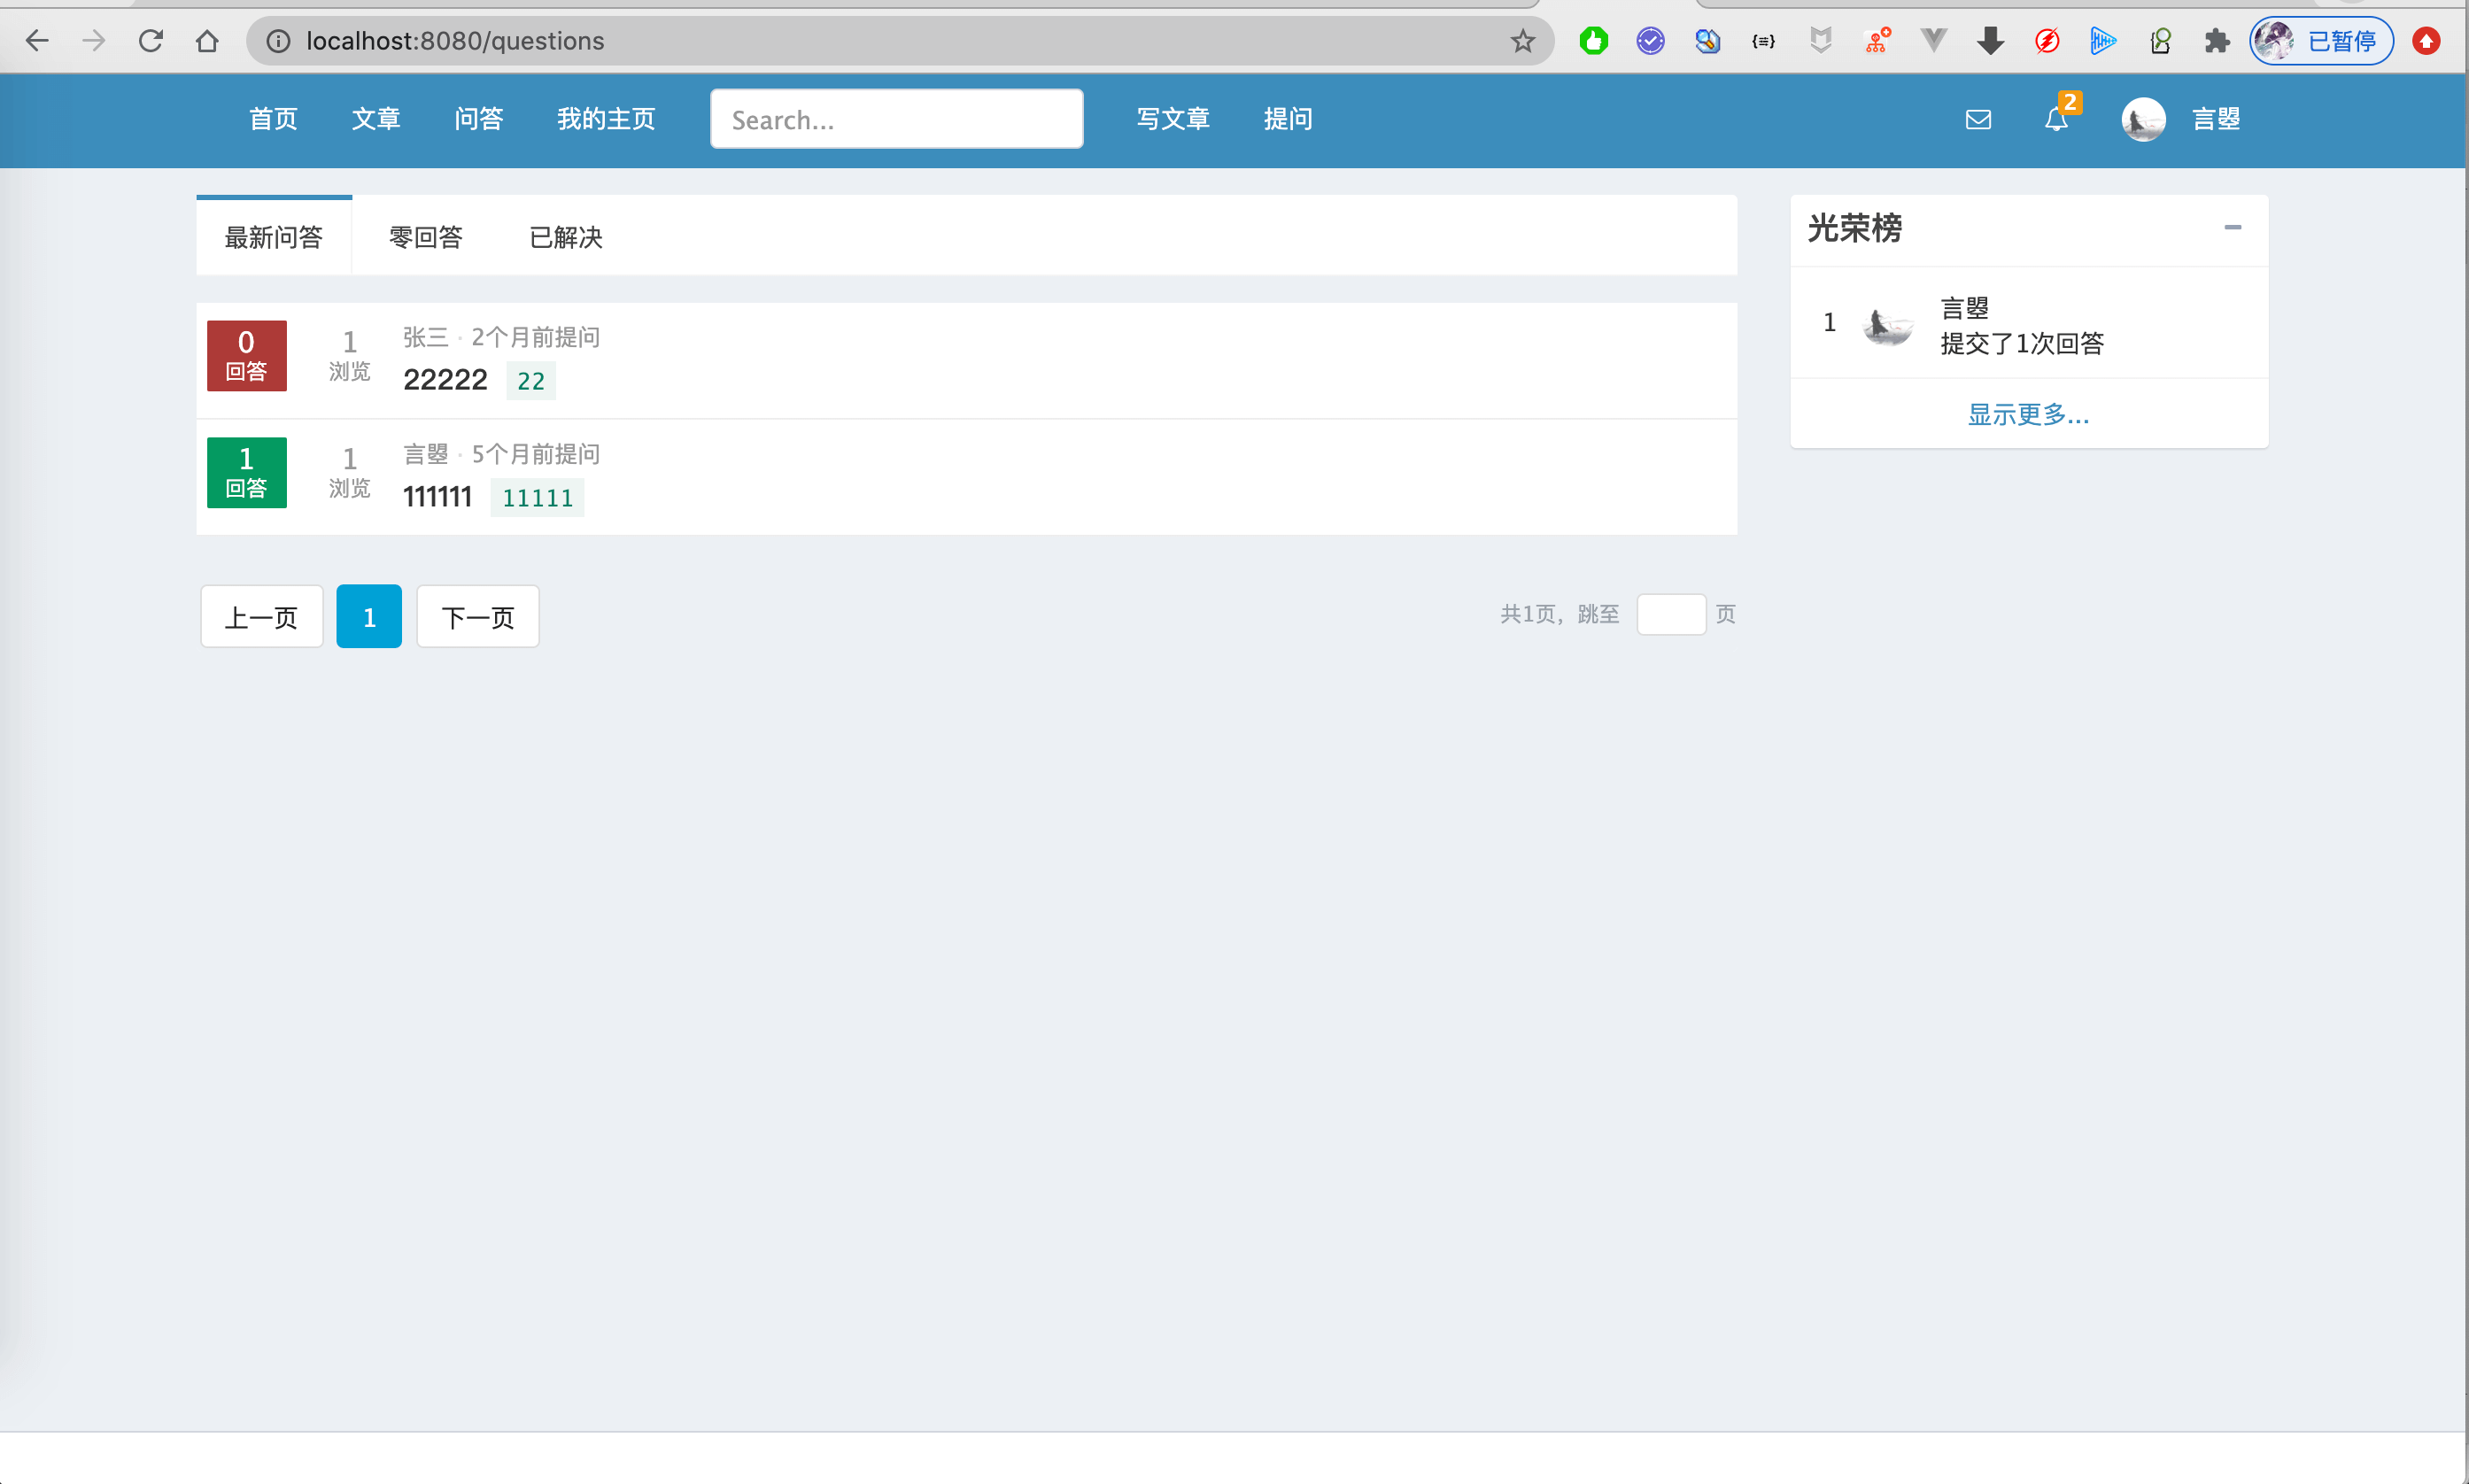 localhost:8080/questions
已暂停
首页 文章 问答 我的主页 Search... 写文章 提问 2 言曌
最新问答 零回答 已解决
0
回答
1
浏览
张三 · 2个月前提问
22222 22
1
回答
1
浏览
言曌 · 5个月前提问
111111 11111
上一页 1 下一页
共1页，跳至 页
光荣榜
1
言曌
提交了1次回答
显示更多...